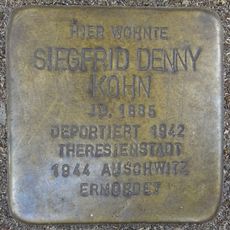 HIER WOHNTE
SIEGFRID DENNY
KOHN
JG. 1885
DEPORTIERT 1942
THERESIENSTADT
1944 AUSCHWITZ
ERMORDET